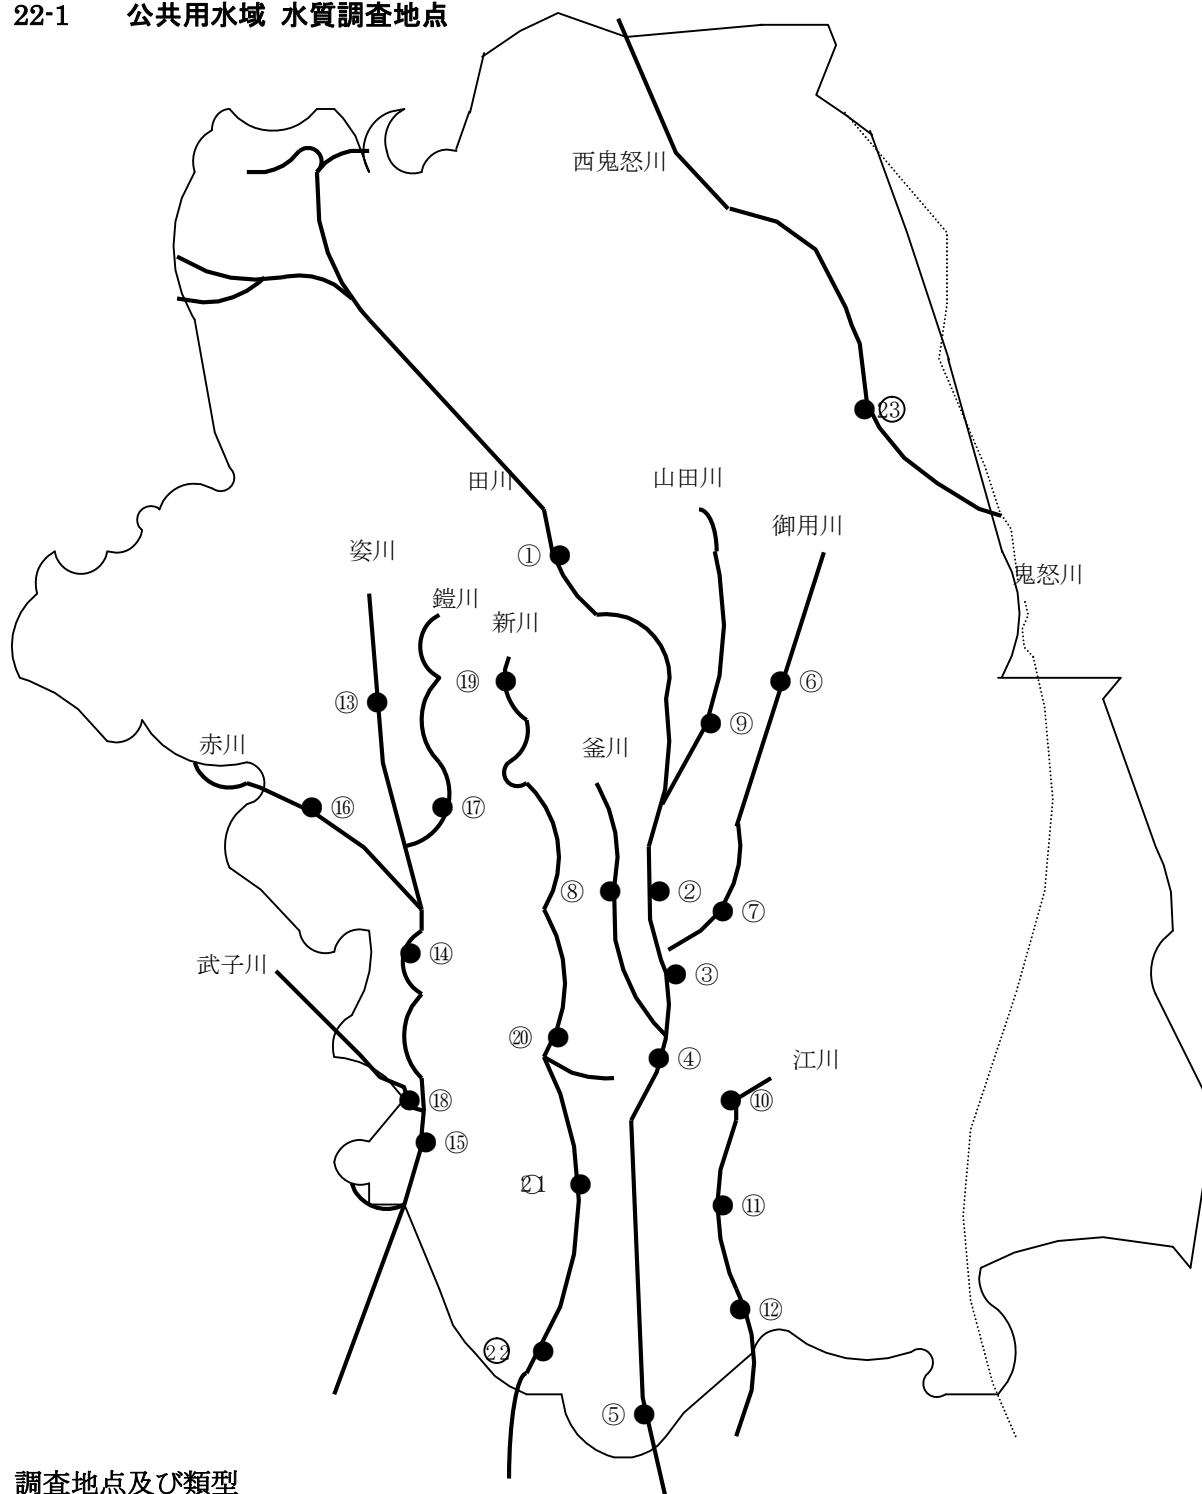 22-1 公共用水域 水質調査地点
西鬼怒川
23
田川
山田川
御用川
①
姿川
鬼怒川
鎧川
新川
⑲
⑥
⑬
⑨
赤川
釜川
⑯
⑰
⑧
②
⑦
⑭
武子川
③
⑳
④
江川
⑱
⑩
⑮
21
⑪
⑫
22
⑤
調査地点及び類型